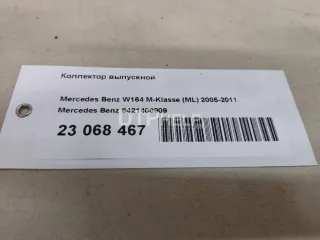 Коллектор выпускной
Mercedes Benz W164 M-Klasse (ML) 2005-2011
Mercedes Benz 6421400909
23 068 467